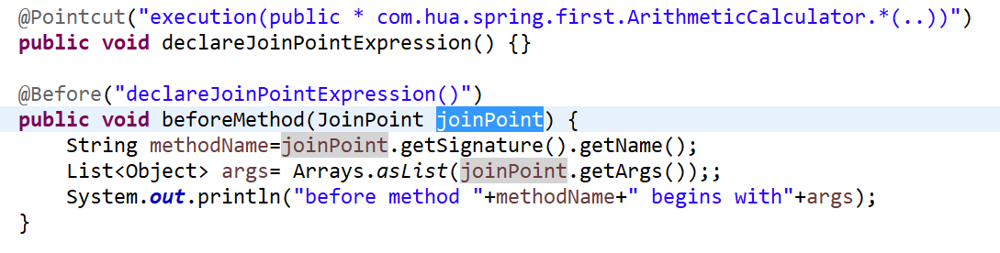 @Pointcut("execution(public * com.hua.spring.first.ArithmeticCalculator.*(..))")
public void declareJoinPointExpression() {}
@Before("declareJoinPointExpression()")
public void beforeMethod(JoinPoint joinPoint) {
String methodName=joinPoint.getSignature().getName();
List<Object> args= Arrays.asList(joinPoint.getArgs());;
System.out.println("before method "+methodName+" begins with"+args);
}